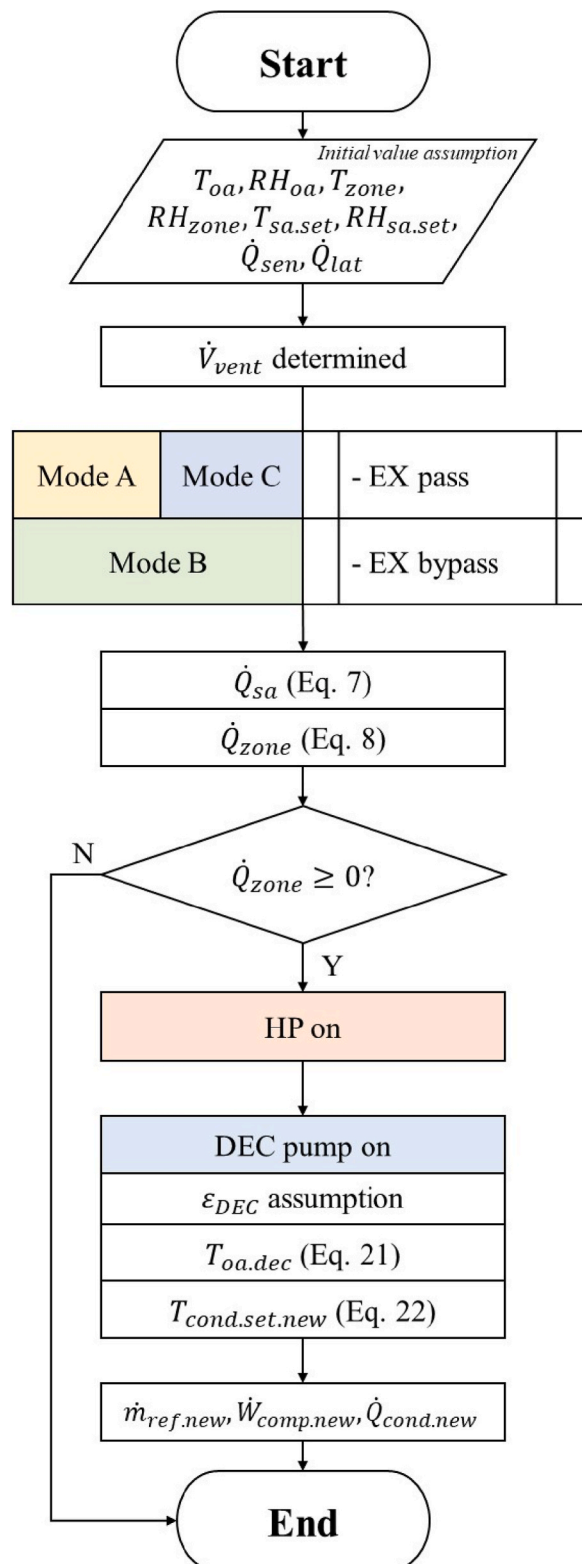 Start
Initial value assumption
T_oa, RH_oa, T_zone,
RH_zone, T_sa.set, RH_sa.set,
Q̇_sen, Q̇_lat
V̇_vent determined
Mode A Mode C - EX pass
Mode B - EX bypass
Q̇_sa (Eq. 7)
Q̇_zone (Eq. 8)
N
Q̇_zone ≥ 0?
Y
HP on
DEC pump on
ε_DEC assumption
T_oa.dec (Eq. 21)
T_cond.set.new (Eq. 22)
ṁ_ref.new, Ẇ_comp.new, Q̇_cond.new
End